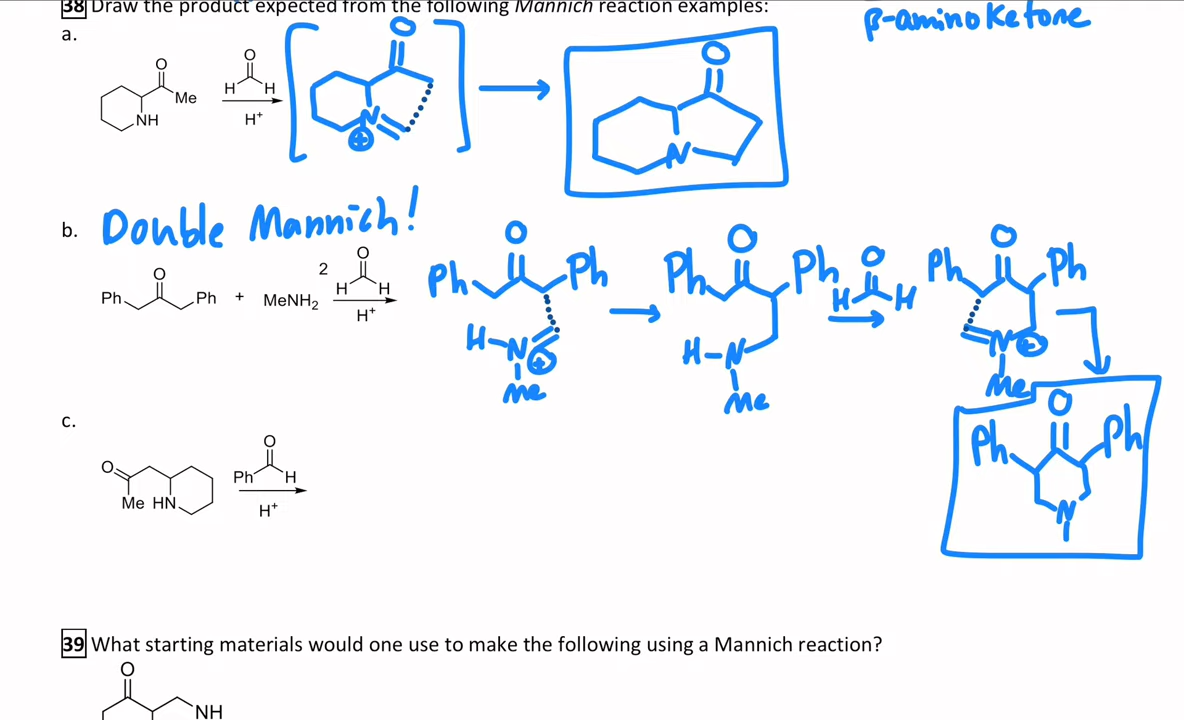 38 Draw the product expected from the following Mannich reaction examples:
β-amino Ketone
a.
O
Me
NH
O
H H
H⁺
O
N
⊕
O
N
b. Double Mannich!
O
Ph Ph
+ MeNH₂
2
O
H H
H⁺
O
Ph Ph
H-N
⊕
Me
O
Ph Ph
H-N
Me
O
H H
O
Ph Ph
N
⊕
Me
O
Ph Ph
N
c.
O
Me HN
O
Ph H
H⁺
39 What starting materials would one use to make the following using a Mannich reaction?
O
NH